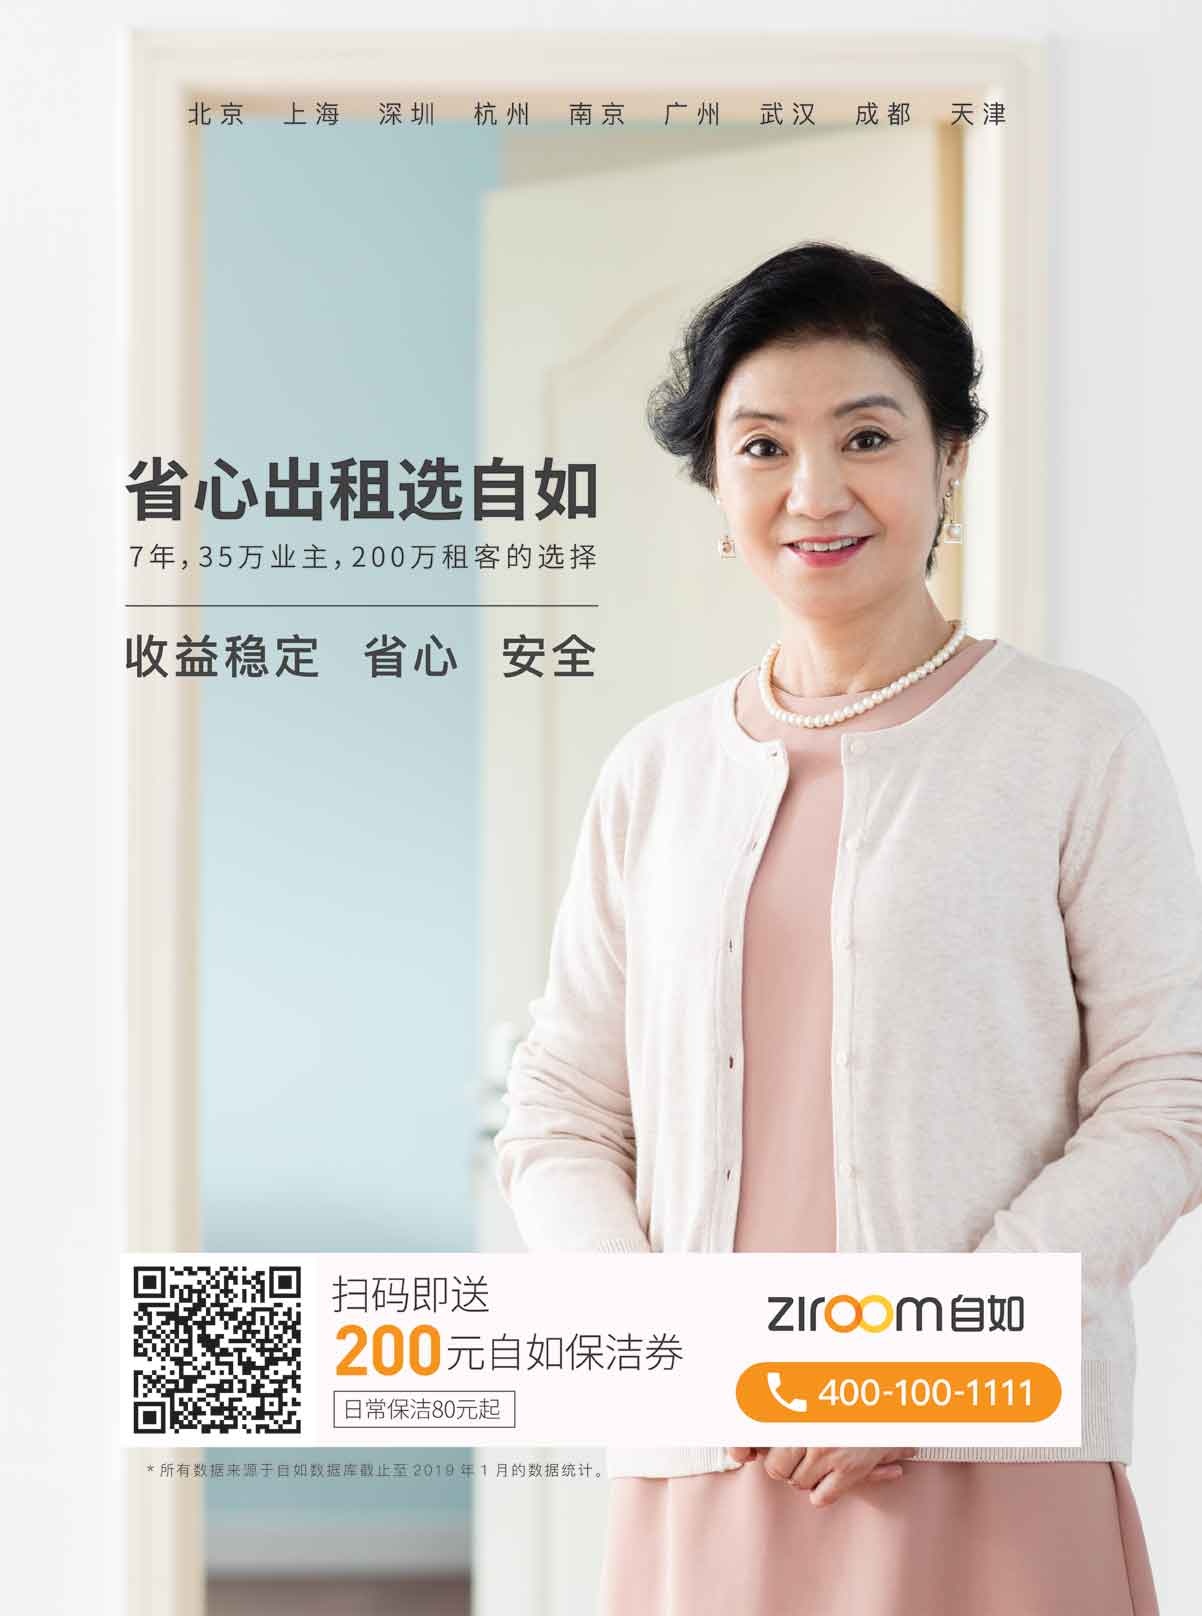 北京 上海 深圳 杭州 南京 广州 武汉 成都 天津
省心出租选自如
7年，35万业主，200万租客的选择
收益稳定 省心 安全
扫码即送
200元自如保洁券
日常保洁80元起
ziroom自如
400-100-1111
*所有数据来源于自如数据库截止至2019年1月的数据统计。